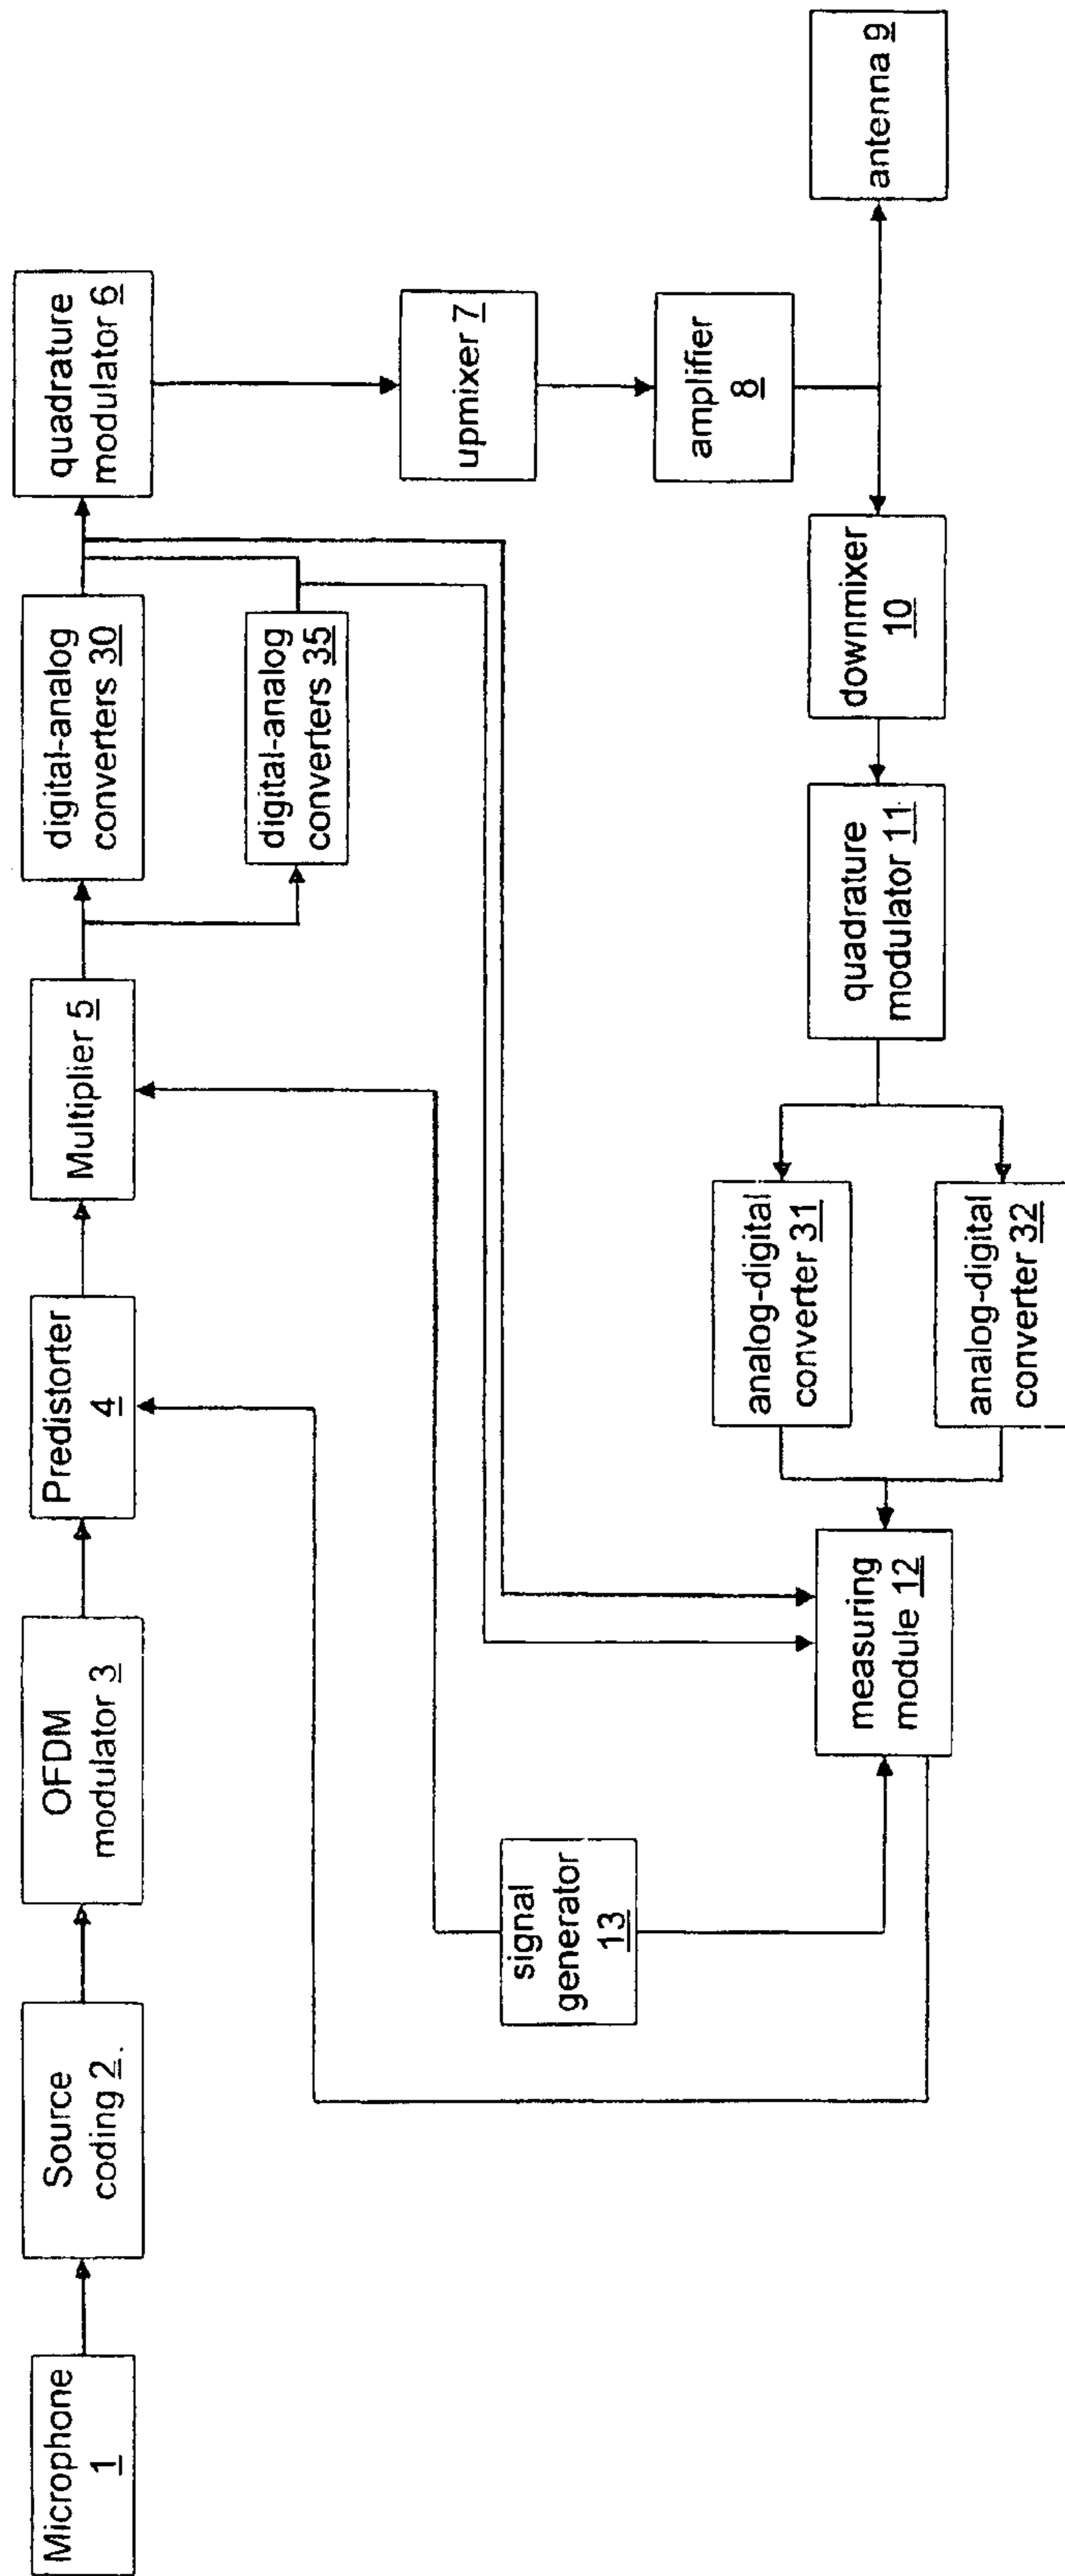 Microphone
1
Source
coding 2.
OFDM
modulator 3
Predistorter
4
Multiplier 5
digital-analog
converters 30
digital-analog
converters 35
quadrature
modulator 6
upmixer 7
amplifier
8
antenna 9
downmixer
10
quadrature
modulator 11
analog-digital
converter 31
analog-digital
converter 32
measuring
module 12
signal
generator
13